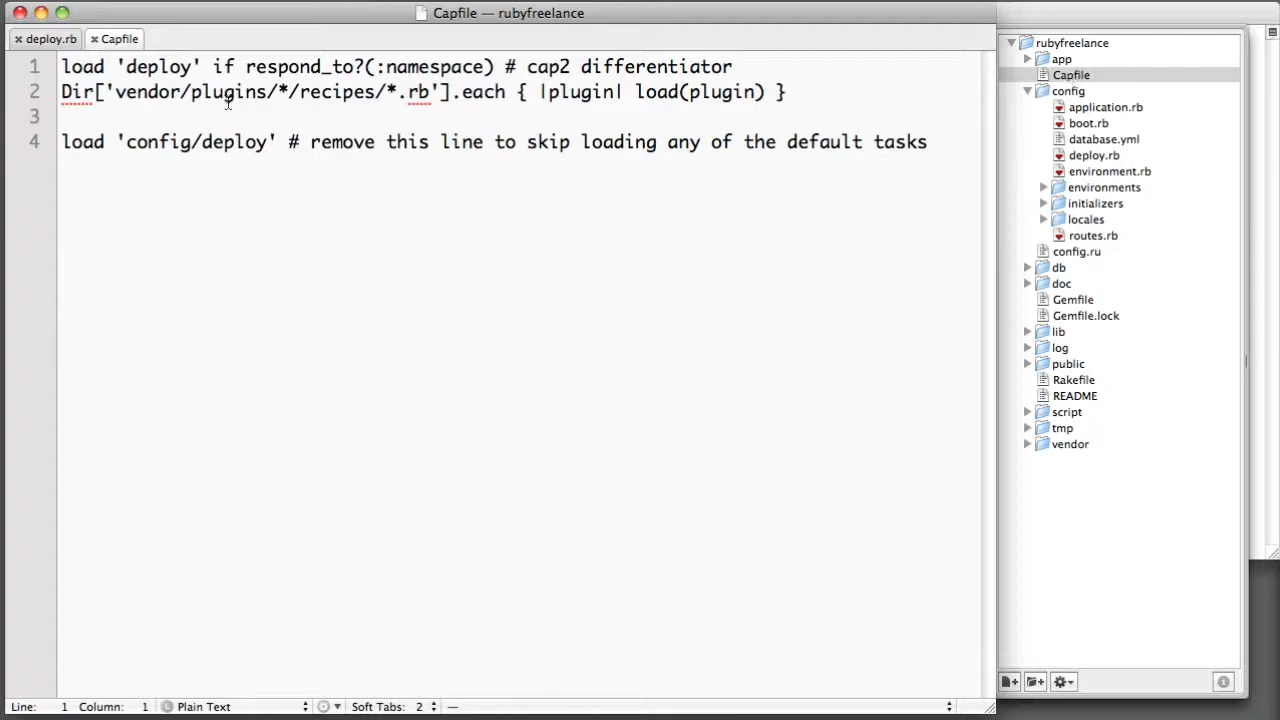 Capfile — rubyfreelance
deploy.rb
Capfile
1 load 'deploy' if respond_to?(:namespace) # cap2 differentiator
2 Dir['vendor/plugins/*/recipes/*.rb'].each { |plugin| load(plugin) }
3
4 load 'config/deploy' # remove this line to skip loading any of the default tasks
Line: 1 Column: 1 Plain Text Soft Tabs: 2 —
rubyfreelance
app
Capfile
config
application.rb
boot.rb
database.yml
deploy.rb
environment.rb
environments
initializers
locales
routes.rb
config.ru
db
doc
Gemfile
Gemfile.lock
lib
log
public
Rakefile
README
script
tmp
vendor